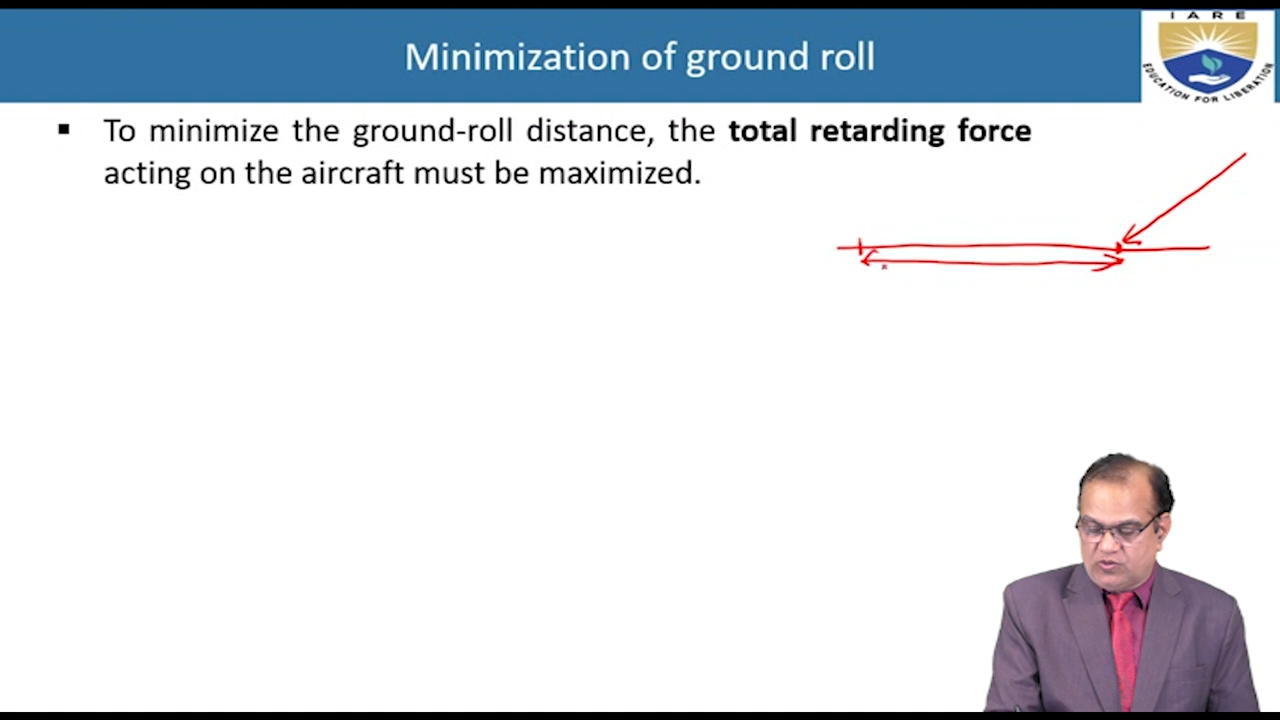 Minimization of ground roll
IARE
EDUCATION FOR LIBERATION
▪ To minimize the ground-roll distance, the total retarding force
acting on the aircraft must be maximized.